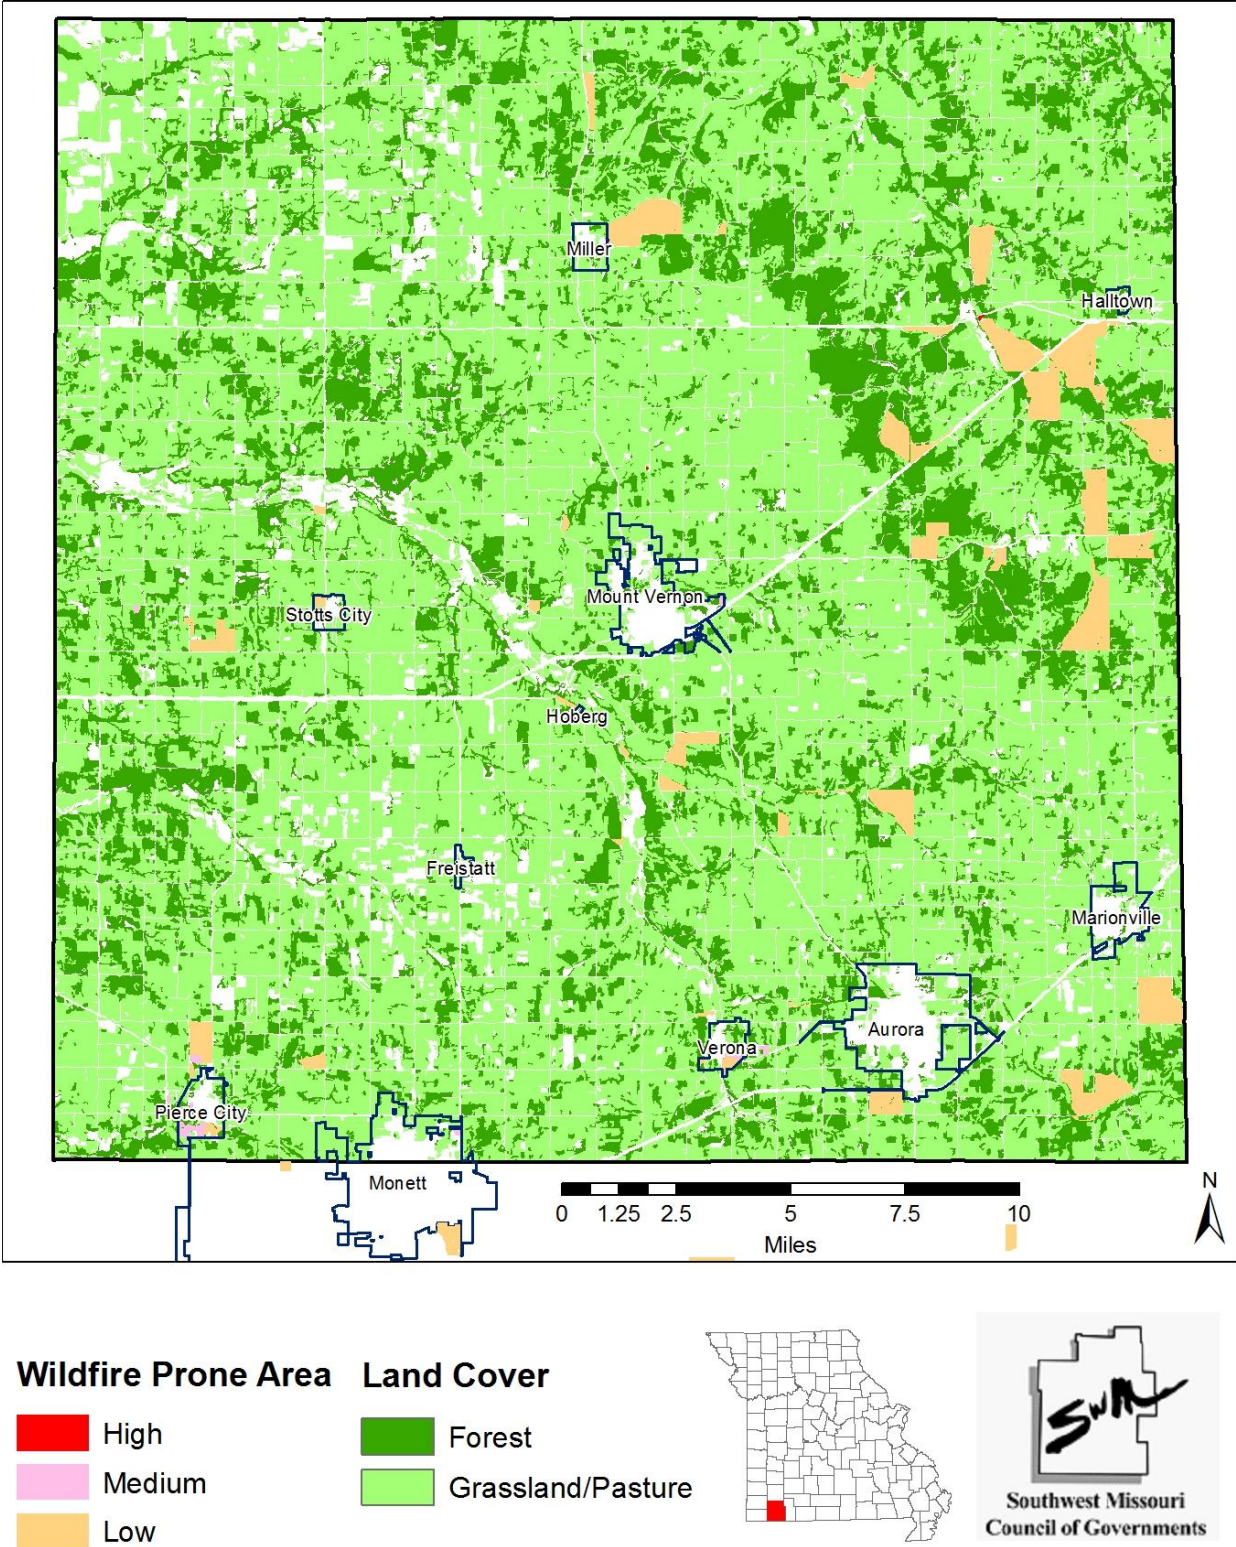 Miller
Halltown
Mount Vernon
Stotts City
Hoberg
Freistatt
Marionville
Aurora
Verona
Pierce City
Monett
N
0 1.25 2.5 5 7.5 10
Miles
Wildfire Prone Area
High
Medium
Low
Land Cover
Forest
Grassland/Pasture
SWM
Southwest Missouri
Council of Governments